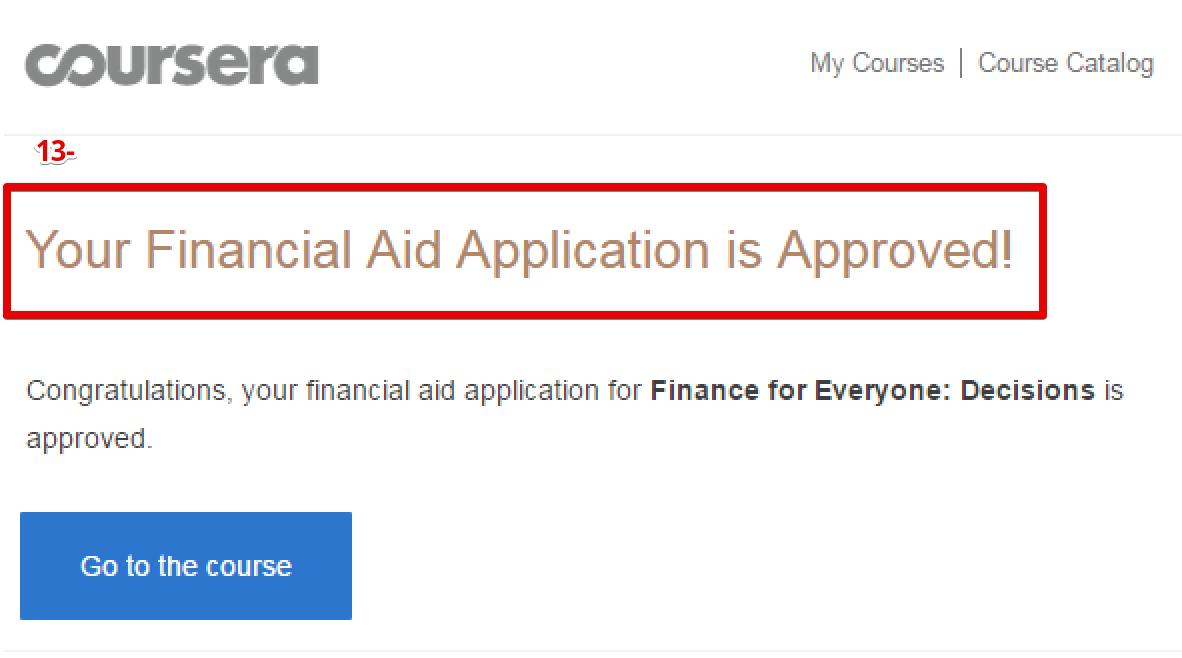 coursera
My Courses | Course Catalog
13-
Your Financial Aid Application is Approved!
Congratulations, your financial aid application for Finance for Everyone: Decisions is
approved.
Go to the course